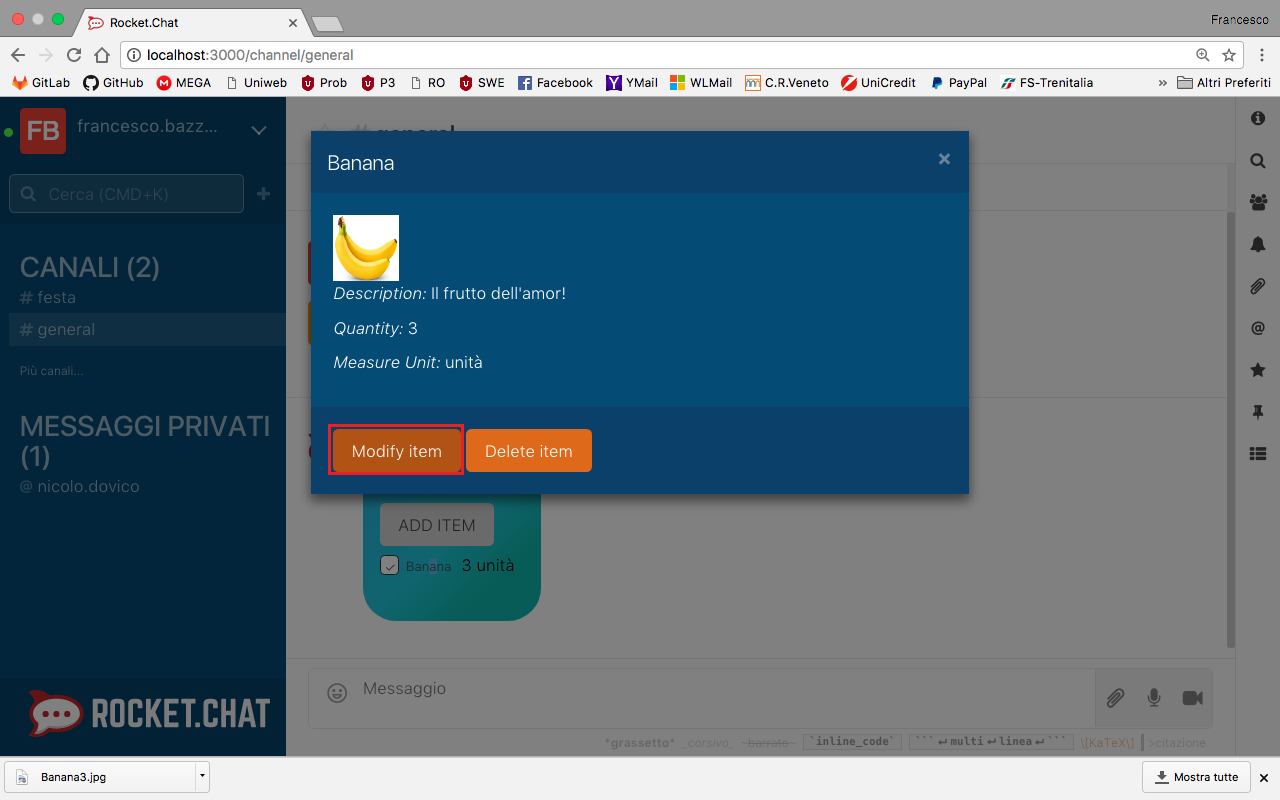 Rocket.Chat
Francesco
localhost:3000/channel/general
GitLab GitHub MEGA Uniweb Prob P3 RO SWE Facebook YMail WLMail C.R.Veneto UniCredit PayPal FS-Trenitalia » Altri Preferiti
FB francesco.bazz...
# general
Banana ×
Cerca (CMD+K)
CANALI (2)
# festa
# general
Più canali...
MESSAGGI PRIVATI
(1)
@ nicolo.dovico
ROCKET.CHAT
Description: Il frutto dell'amor!
Quantity: 3
Measure Unit: unità
Modify item Delete item
ADD ITEM
Banana 3 unità
Messaggio
*grassetto* _corsivo_ ~barrato~ `inline_code` ```↵multi↵linea↵``` \[KaTeX\] >citazione
Banana3.jpg
Mostra tutte